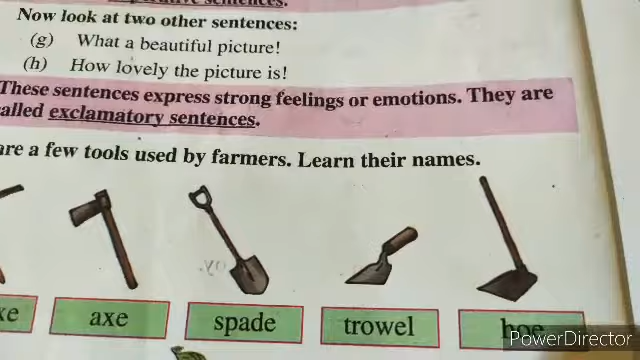 Now look at two other sentences:
(g) What a beautiful picture!
(h) How lovely the picture is!
These sentences express strong feelings or emotions. They are
alled exclamatory sentences.
are a few tools used by farmers. Learn their names.
xe axe spade trowel hoe
PowerDirector